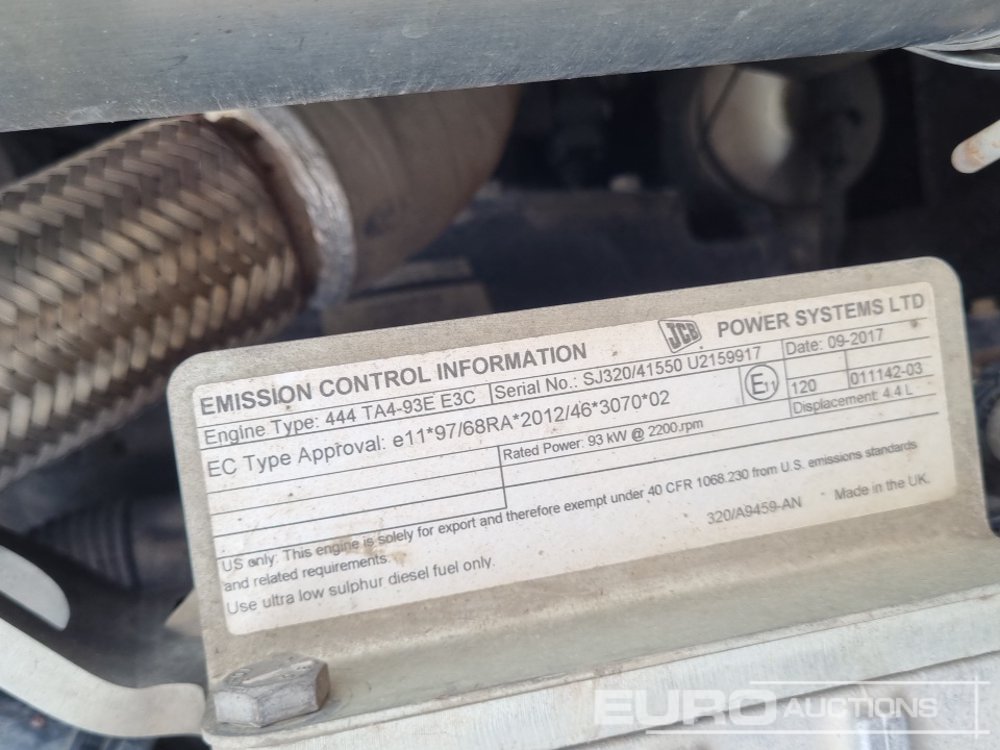 EMISSION CONTROL INFORMATION JCB POWER SYSTEMS LTD
Engine Type: 444 TA4-93E E3C Serial No.: SJ320/41550 U2159917 Date: 09-2017
EC Type Approval: e11*97/68RA*2012/46*3070*02 E11 120 011142-03
Rated Power: 93 kW @ 2200.rpm Displacement: 4.4 L
US only: This engine is solely for export and therefore exempt under 40 CFR 1068.230 from U.S. emissions standards
and related requirements.
Use ultra low sulphur diesel fuel only. 320/A9459-AN Made in the UK.
EURO AUCTIONS